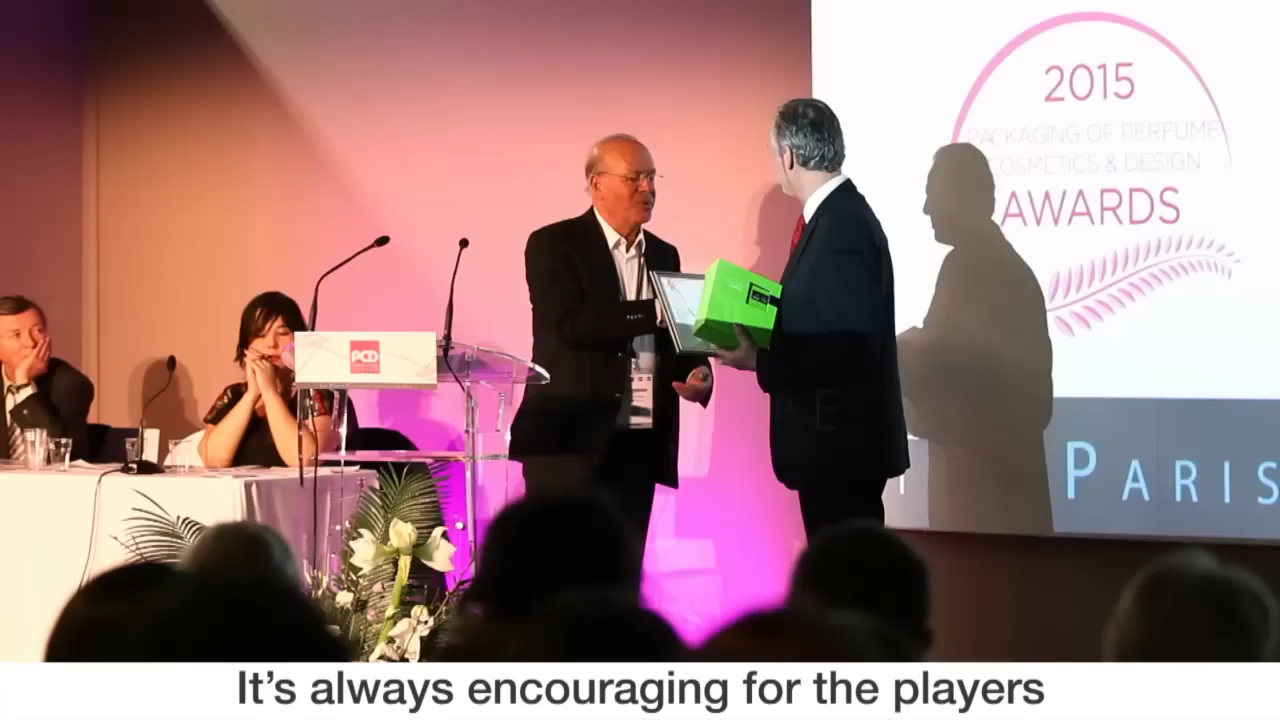 2015
PACKAGING OF PERFUME
COSMETICS & DESIGN
AWARDS
PCD
PARIS
It's always encouraging for the players